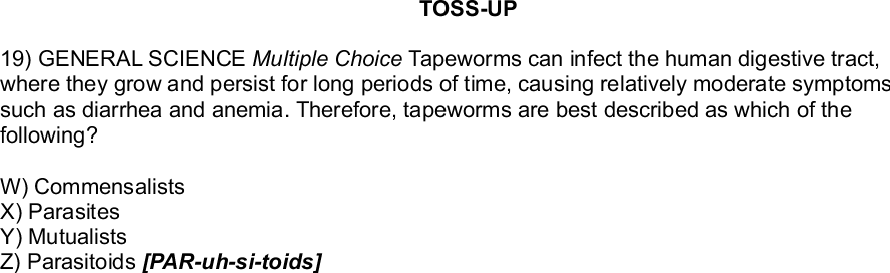 TOSS-UP
19) GENERAL SCIENCE Multiple Choice Tapeworms can infect the human digestive tract,
where they grow and persist for long periods of time, causing relatively moderate symptoms
such as diarrhea and anemia. Therefore, tapeworms are best described as which of the
following?
W) Commensalists
X) Parasites
Y) Mutualists
Z) Parasitoids [PAR-uh-si-toids]